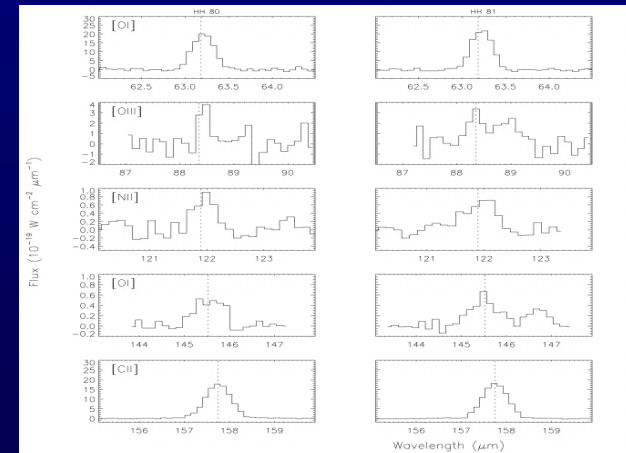 HH 80
HH 81
[OI]
30
25
20
15
10
5
0
−5
62.5 63.0 63.5 64.0
62.5 63.0 63.5 64.0
[OIII]
4
3
2
1
0
−1
−2
87 88 89 90
87 88 89 90
[NII]
1.0
0.8
0.6
0.4
0.2
0.0
−0.2
−0.4
121 122 123
121 122 123
[OI]
1.0
0.8
0.6
0.4
0.2
0.0
−0.2
144 145 146 147
144 145 146 147
[CII]
30
25
20
15
10
5
0
156 157 158 159
156 157 158 159
Flux (10⁻¹⁹ W cm⁻² μm⁻¹)
Wavelength (μm)